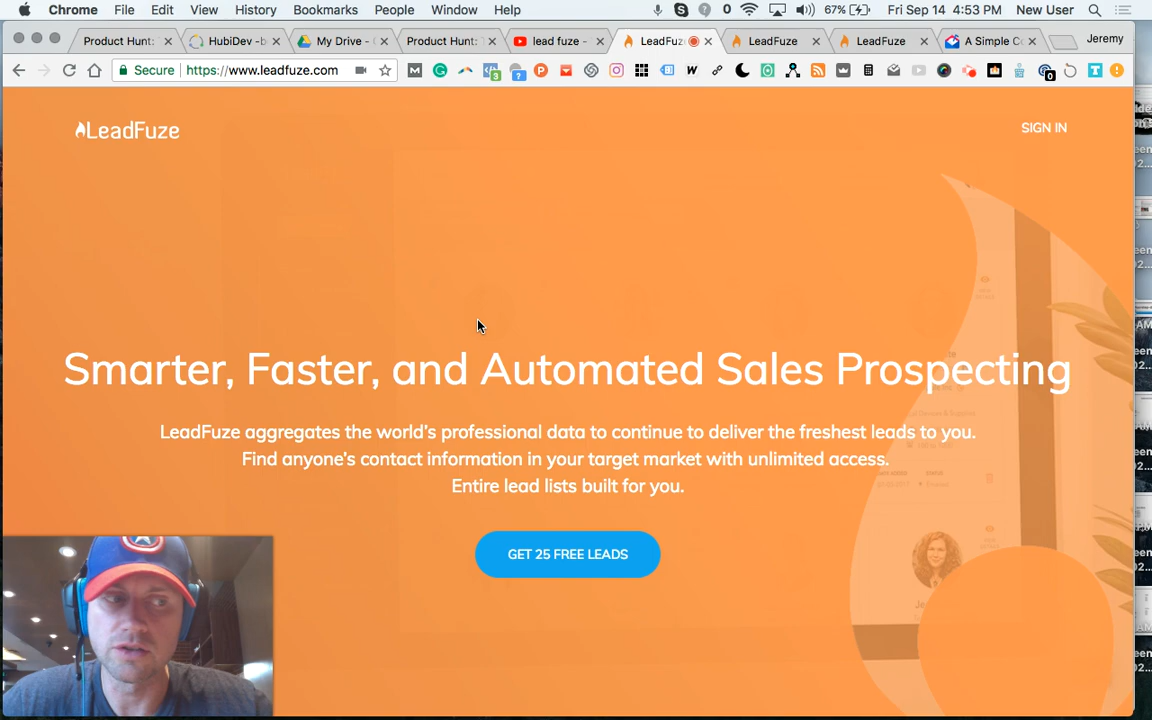 Chrome File Edit View History Bookmarks People Window Help 0 67% Fri Sep 14 4:53 PM New User
Product Hunt: HubiDev -b My Drive - Product Hunt: lead fuze - LeadFuz LeadFuze LeadFuze A Simple Co Jeremy
Secure https://www.leadfuze.com
LeadFuze
SIGN IN
Smarter, Faster, and Automated Sales Prospecting
LeadFuze aggregates the world's professional data to continue to deliver the freshest leads to you.
Find anyone's contact information in your target market with unlimited access.
Entire lead lists built for you.
GET 25 FREE LEADS